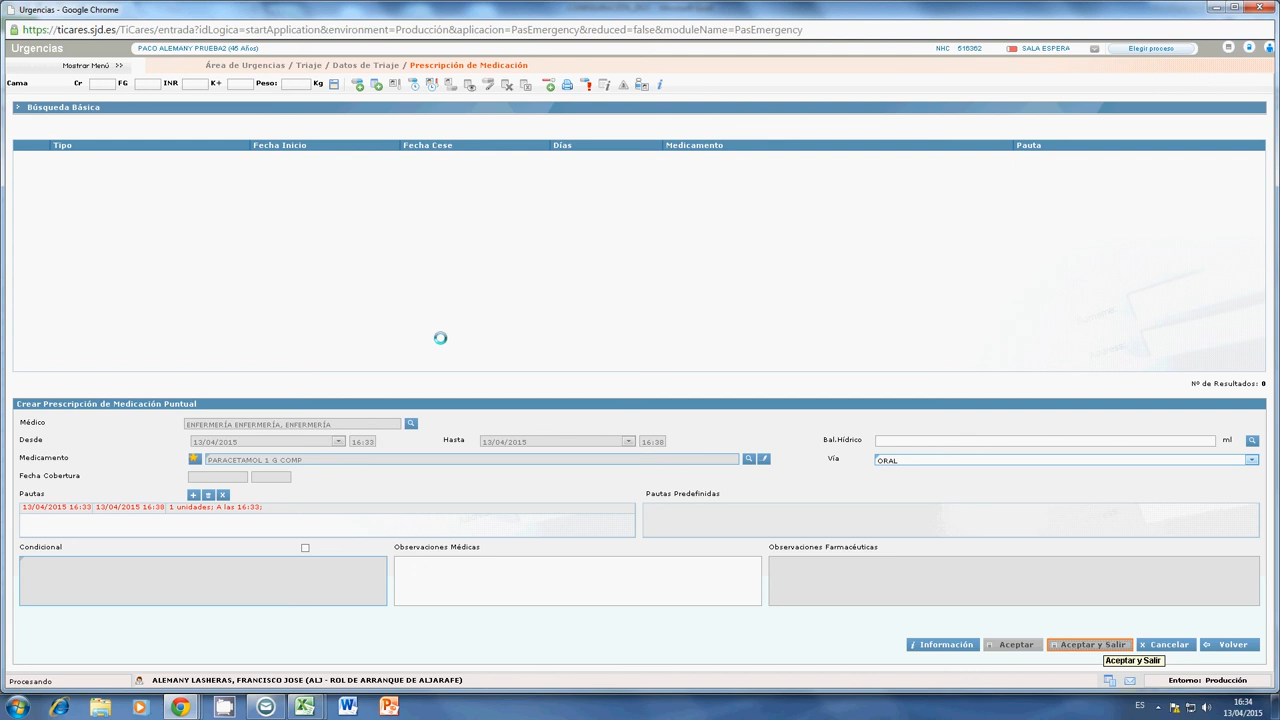 Urgencias - Google Chrome
https://ticares.sjd.es/TiCares/entrada?idLogica=startApplication&environment=Producción&aplicacion=PasEmergency&reduced=false&moduleName=PasEmergency
Urgencias PACO ALEMANY PRUEBA2 (45 Años) NHC 516362 SALA ESPERA Elegir proceso
Mostrar Menú >> Área de Urgencias / Triaje / Datos de Triaje / Prescripción de Medicación
Cama Cr FG INR K+ Peso: Kg
> Búsqueda Básica
Tipo Fecha Inicio Fecha Cese Días Medicamento Pauta
Nº de Resultados: 0
Crear Prescripción de Medicación Puntual
Médico ENFERMERÍA ENFERMERÍA, ENFERMERÍA
Desde 13/04/2015 16:33 Hasta 13/04/2015 16:38 Bal.Hídrico ml
Medicamento PARACETAMOL 1 G COMP Vía ORAL
Fecha Cobertura
Pautas + X Pautas Predefinidas
13/04/2015 16:33 13/04/2015 16:38 1 unidades; A las 16:33;
Condicional Observaciones Médicas Observaciones Farmacéuticas
i Información Aceptar Aceptar y Salir x Cancelar Volver
Aceptar y Salir
Procesando ALEMANY LASHERAS, FRANCISCO JOSE (ALJ - ROL DE ARRANQUE DE ALJARAFE) Entorno: Producción
ES 16:34
13/04/2015